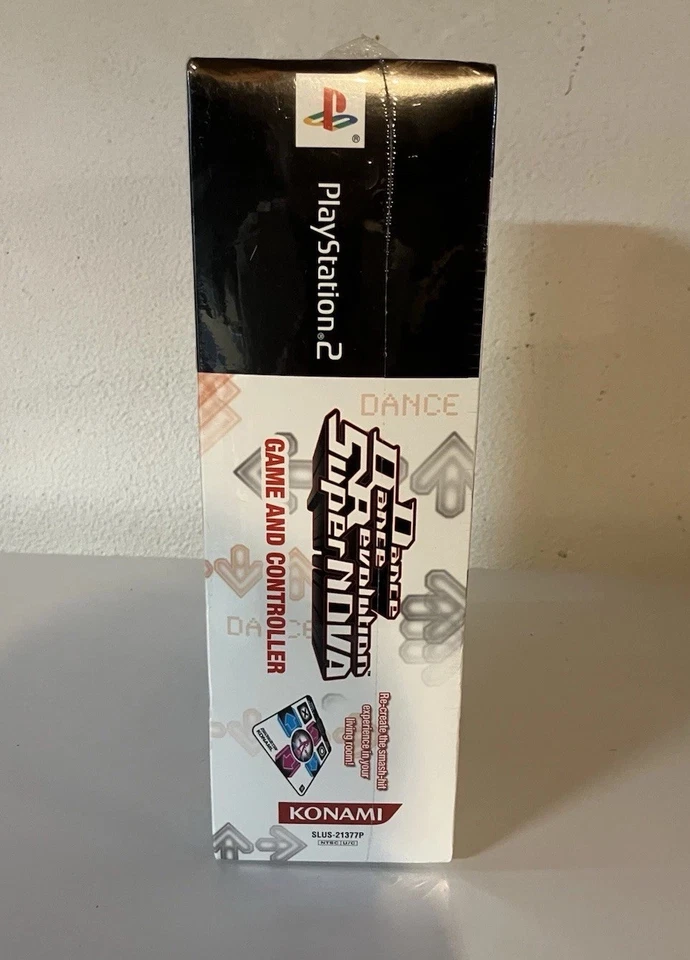 PlayStation®2
DANCE
Dance
Dance
Revolution™
SuperNOVA
GAME AND CONTROLLER
DANCE
Re-create the smash-hit
experience in your
living room!
KONAMI
SLUS-21377P
NTSC U/C